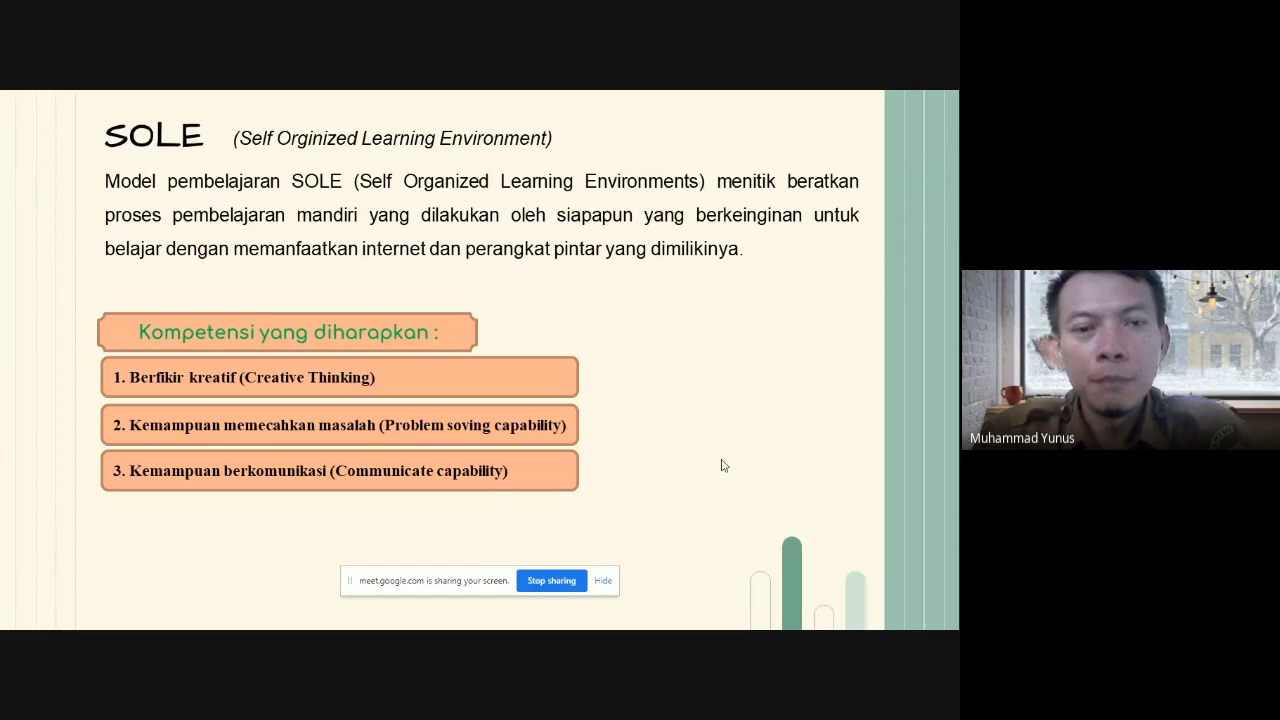 SOLE (Self Orginized Learning Environment)
Model pembelajaran SOLE (Self Organized Learning Environments) menitik beratkan
proses pembelajaran mandiri yang dilakukan oleh siapapun yang berkeinginan untuk
belajar dengan memanfaatkan internet dan perangkat pintar yang dimilikinya.
Kompetensi yang diharapkan :
1. Berfikir kreatif (Creative Thinking)
2. Kemampuan memecahkan masalah (Problem soving capability)
3. Kemampuan berkomunikasi (Communicate capability)
meet.google.com is sharing your screen. Stop sharing Hide
Muhammad Yunus